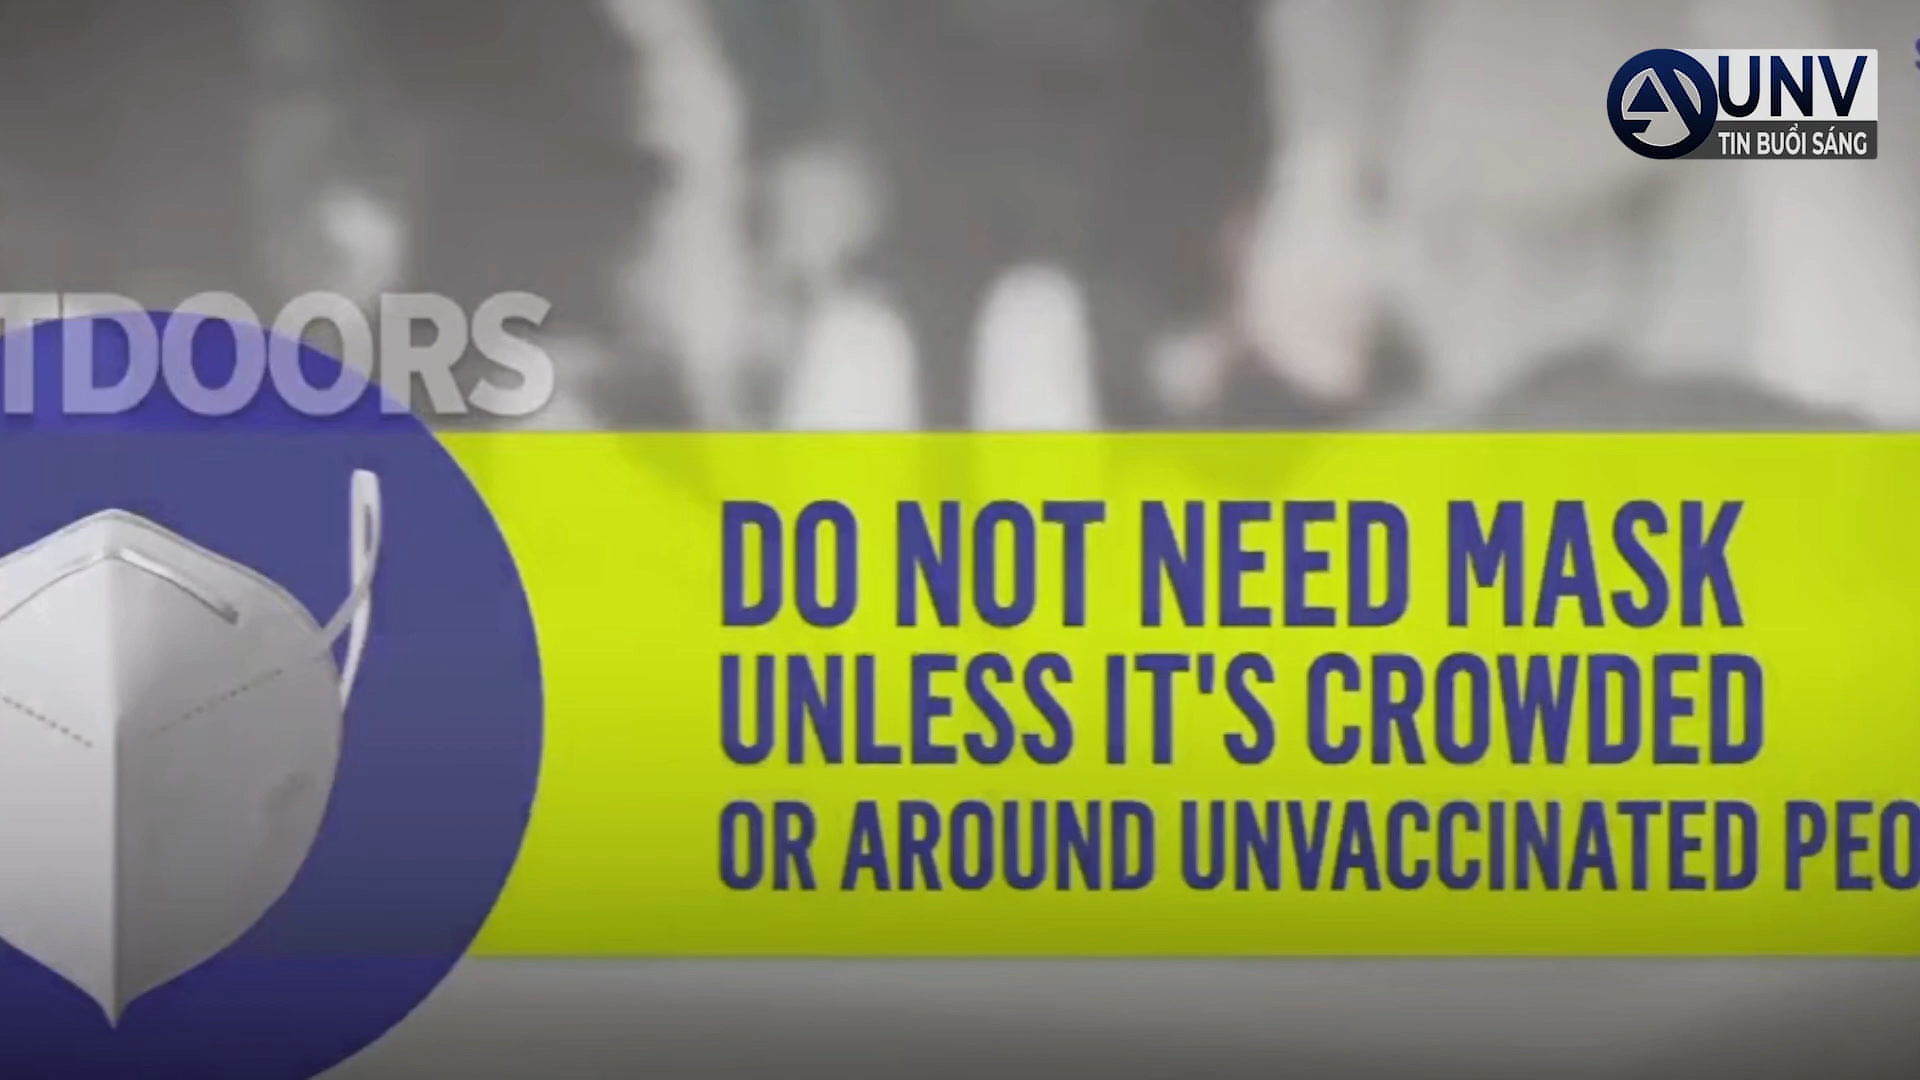 UNV
TIN BUỔI SÁNG
TDOORS
DO NOT NEED MASK
UNLESS IT'S CROWDED
OR AROUND UNVACCINATED PEO